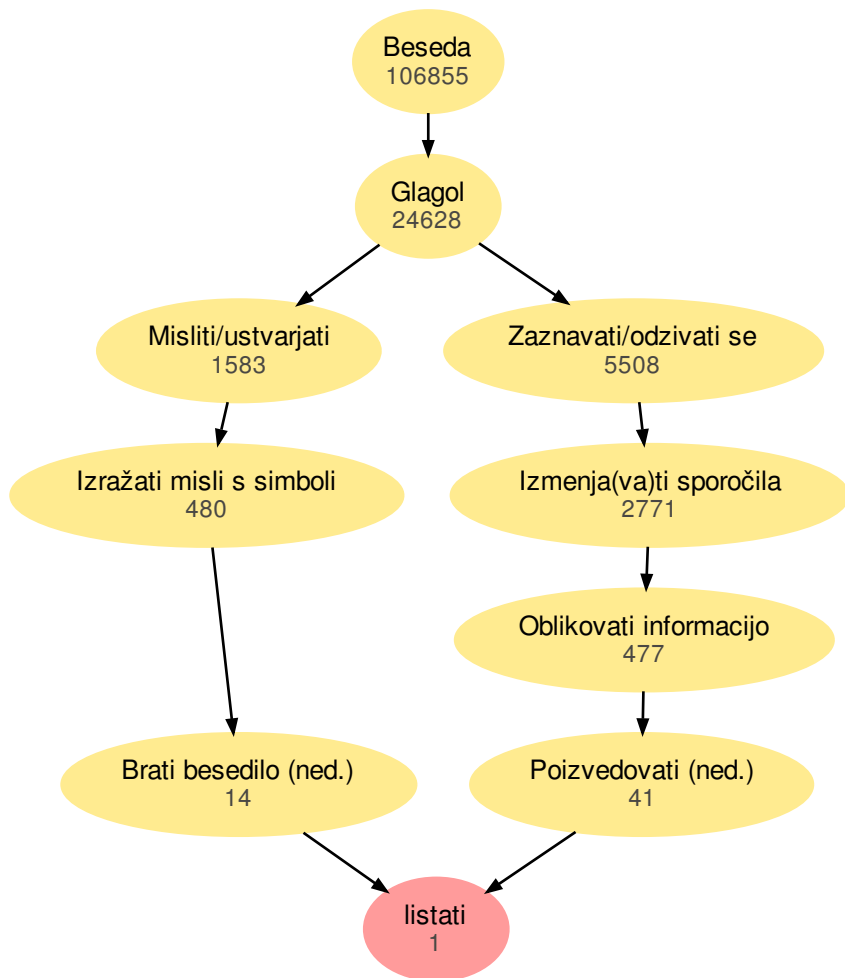 Beseda
106855
Glagol
24628
Misliti/ustvarjati
1583
Zaznavati/odzivati se
5508
Izražati misli s simboli
480
Izmenja(va)ti sporočila
2771
Oblikovati informacijo
477
Brati besedilo (ned.)
14
Poizvedovati (ned.)
41
listati
1